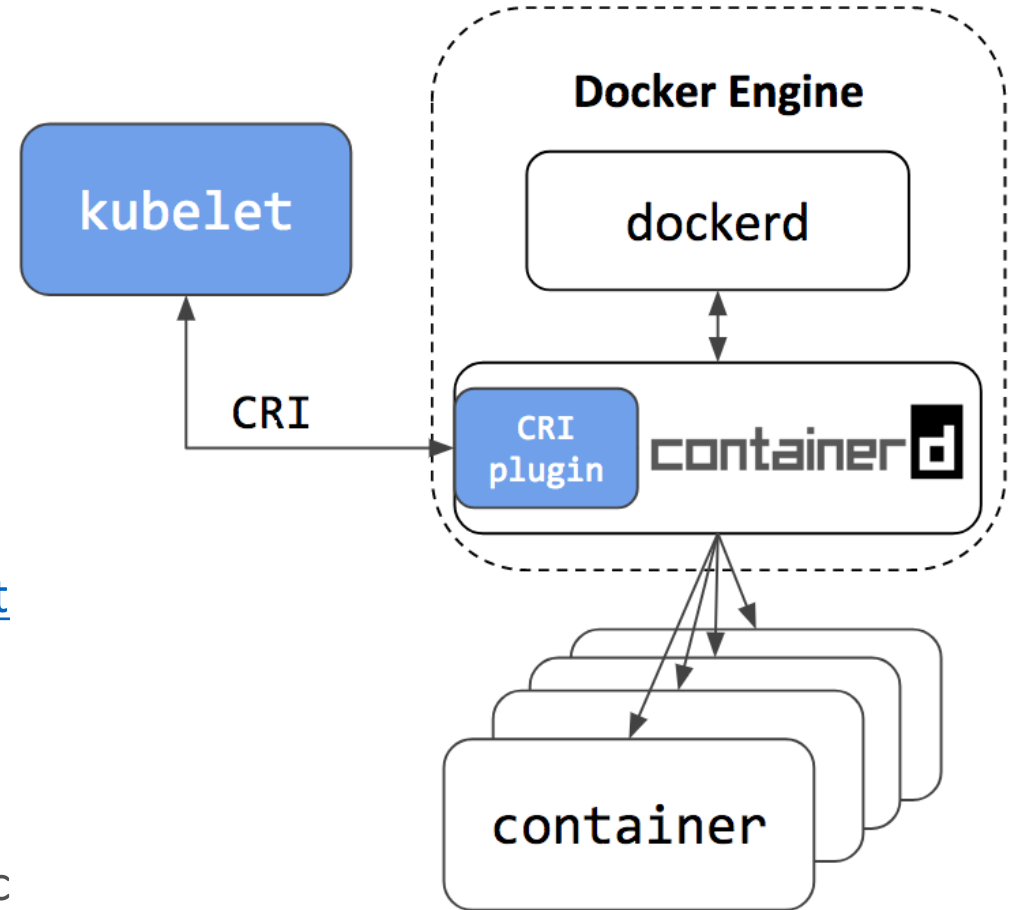 Docker Engine
kubelet
dockerd
CRI
CRI
plugin
containerd
t
container
c